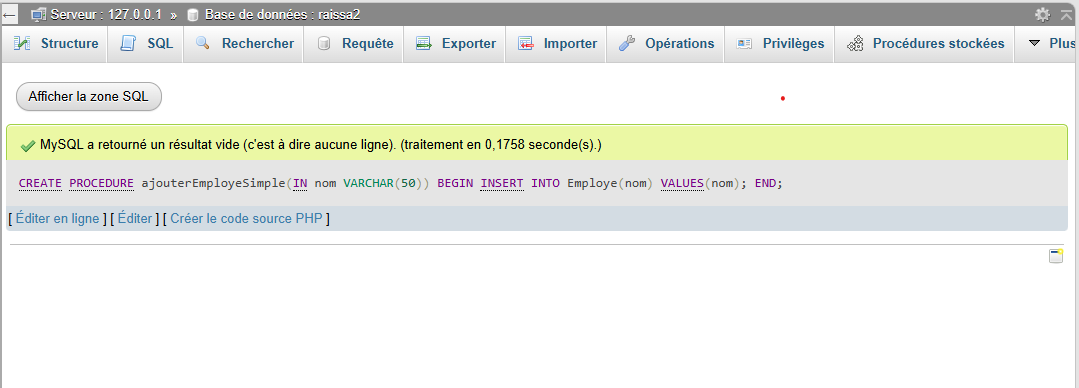 Serveur : 127.0.0.1 » Base de données : raissa2
Structure SQL Rechercher Requête Exporter Importer Opérations Privilèges Procédures stockées Plus
Afficher la zone SQL
MySQL a retourné un résultat vide (c'est à dire aucune ligne). (traitement en 0,1758 seconde(s).)
CREATE PROCEDURE ajouterEmployeSimple(IN nom VARCHAR(50)) BEGIN INSERT INTO Employe(nom) VALUES(nom); END;
[ Éditer en ligne ] [ Éditer ] [ Créer le code source PHP ]